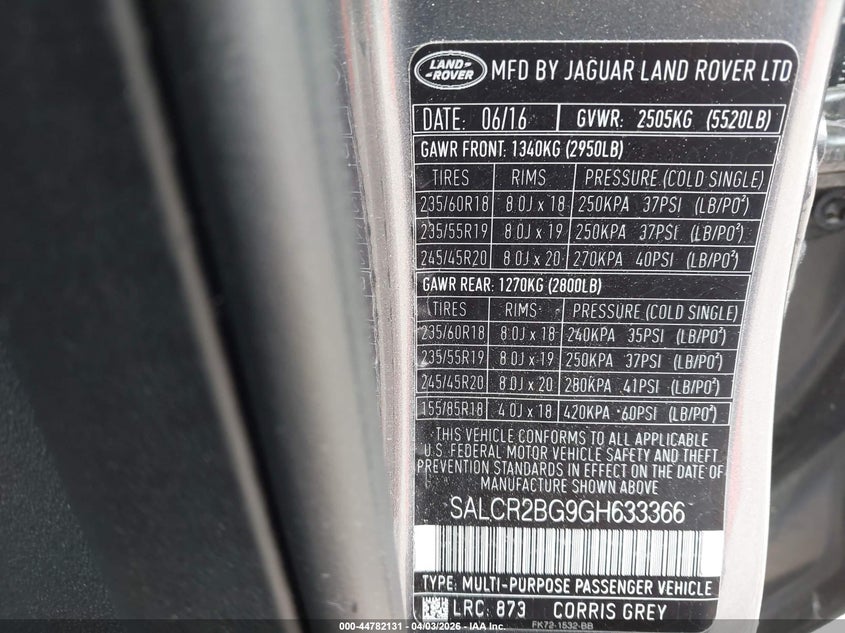 LAND ROVER MFD BY JAGUAR LAND ROVER LTD
DATE: 06/16 GVWR: 2505KG (5520LB)
GAWR FRONT: 1340KG (2950LB)
TIRES RIMS PRESSURE (COLD SINGLE)
235/60R18 8.0J x 18 250KPA 37PSI (LB/PO²)
235/55R19 8.0J x 19 250KPA 37PSI (LB/PO²)
245/45R20 8.0J x 20 270KPA 40PSI (LB/PO²)
GAWR REAR: 1270KG (2800LB)
TIRES RIMS PRESSURE (COLD SINGLE)
235/60R18 8.0J x 18 240KPA 35PSI (LB/PO²)
235/55R19 8.0J x 19 250KPA 37PSI (LB/PO²)
245/45R20 8.0J x 20 280KPA 41PSI (LB/PO²)
155/85R18 4.0J x 18 420KPA 60PSI (LB/PO²)
THIS VEHICLE CONFORMS TO ALL APPLICABLE
U.S. FEDERAL MOTOR VEHICLE SAFETY AND THEFT
PREVENTION STANDARDS IN EFFECT ON THE DATE OF
MANUFACTURE SHOWN ABOVE
SALCR2BG9GH633366
TYPE: MULTI-PURPOSE PASSENGER VEHICLE
LRC: 873 CORRIS GREY
FK72-1532-BB
000-44782131 - 04/03/2026 - IAA Inc.